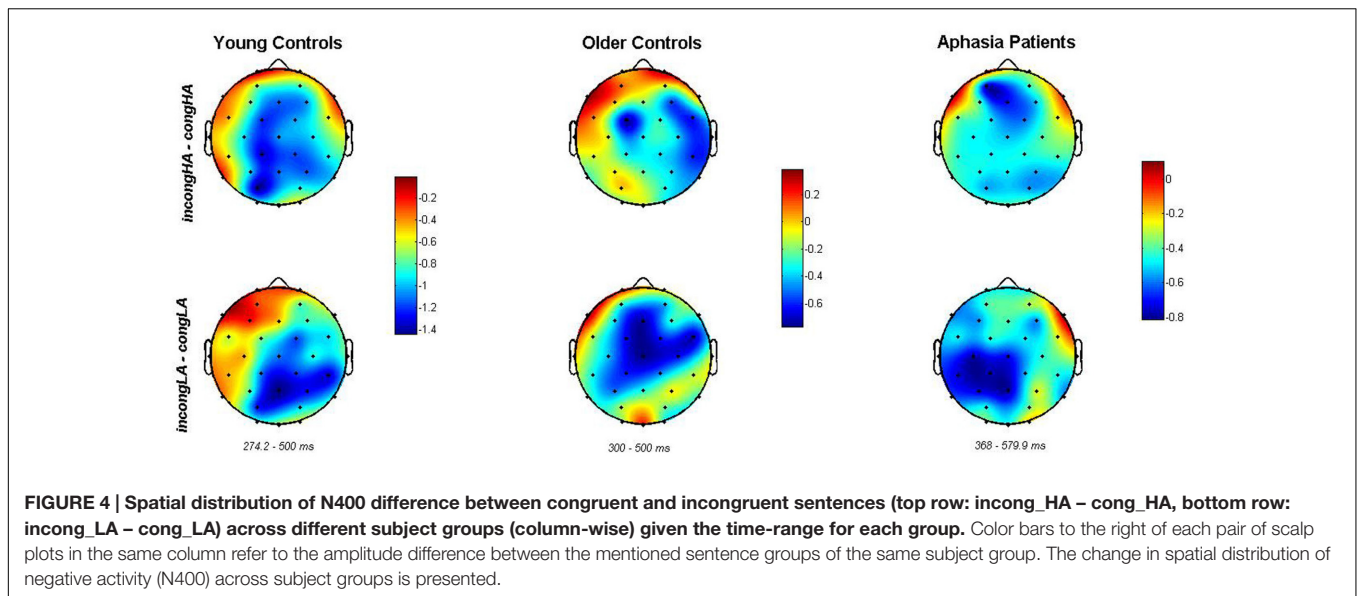 Young Controls
Older Controls
Aphasia Patients
incongHA - congHA
-0.2
-0.4
-0.6
-0.8
-1
-1.2
-1.4
0.2
0
-0.2
-0.4
-0.6
0
-0.2
-0.4
-0.6
-0.8
incongLA - congLA
274.2 - 500 ms
300 - 500 ms
368 - 579.9 ms
FIGURE 4 | Spatial distribution of N400 difference between congruent and incongruent sentences (top row: incong_HA – cong_HA, bottom row:
incong_LA – cong_LA) across different subject groups (column-wise) given the time-range for each group. Color bars to the right of each pair of scalp
plots in the same column refer to the amplitude difference between the mentioned sentence groups of the same subject group. The change in spatial distribution of
negative activity (N400) across subject groups is presented.